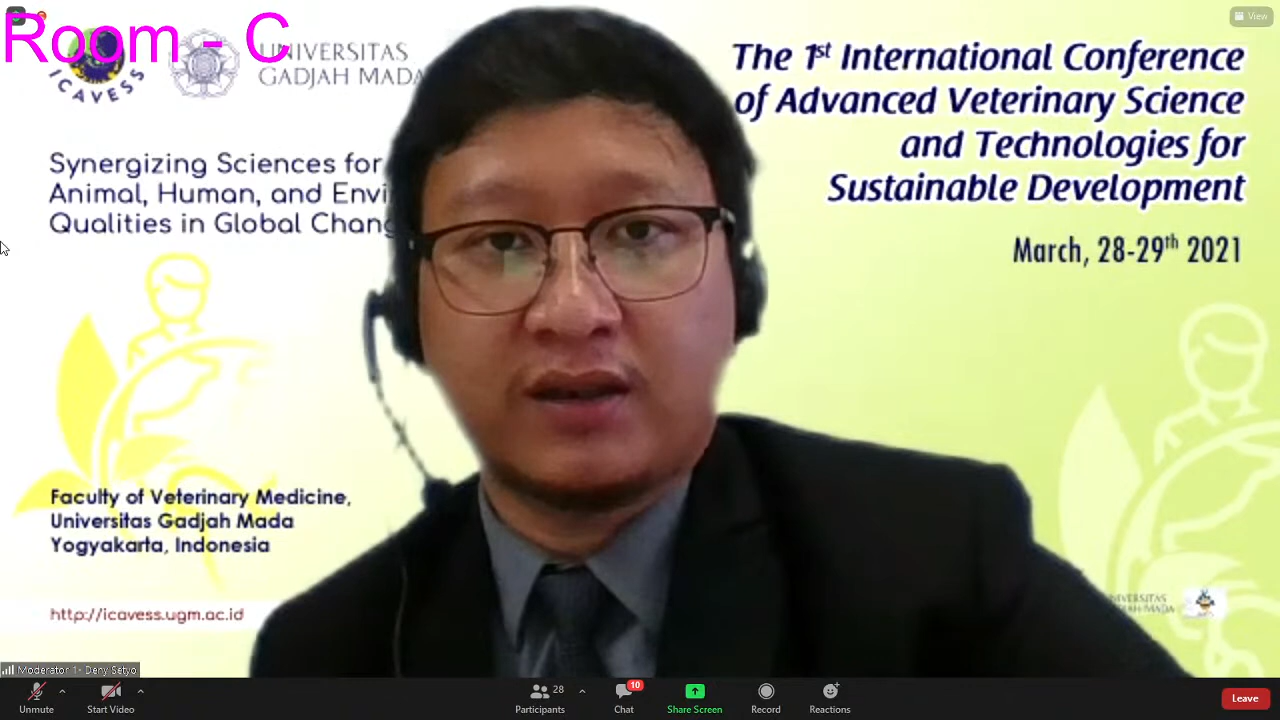 Room - C
View
ICAVESS
UNIVERSITAS
GADJAH MADA
The 1st International Conference
of Advanced Veterinary Science
and Technologies for
Sustainable Development
March, 28-29th 2021
Synergizing Sciences for
Animal, Human, and Envi
Qualities in Global Chang
Faculty of Veterinary Medicine,
Universitas Gadjah Mada
Yogyakarta, Indonesia
http://icavess.ugm.ac.id
UNIVERSITAS
GADJAH MADA
Moderator 1- Deny Setyo
Unmute
Start Video
Participants
28
Chat
10
Share Screen
Record
Reactions
Leave